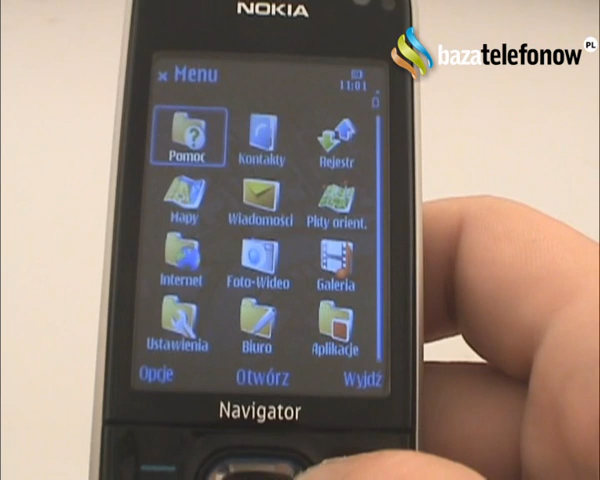 NOKIA
bazatelefonow PL
Menu
11:01
Pomoc
Kontakty
Rejestr
Mapy
Wiadomości
Pkty orient.
Internet
Foto-Wideo
Galeria
Ustawienia
Biuro
Aplikacje
Opcje
Otwórz
Wyjdź
Navigator